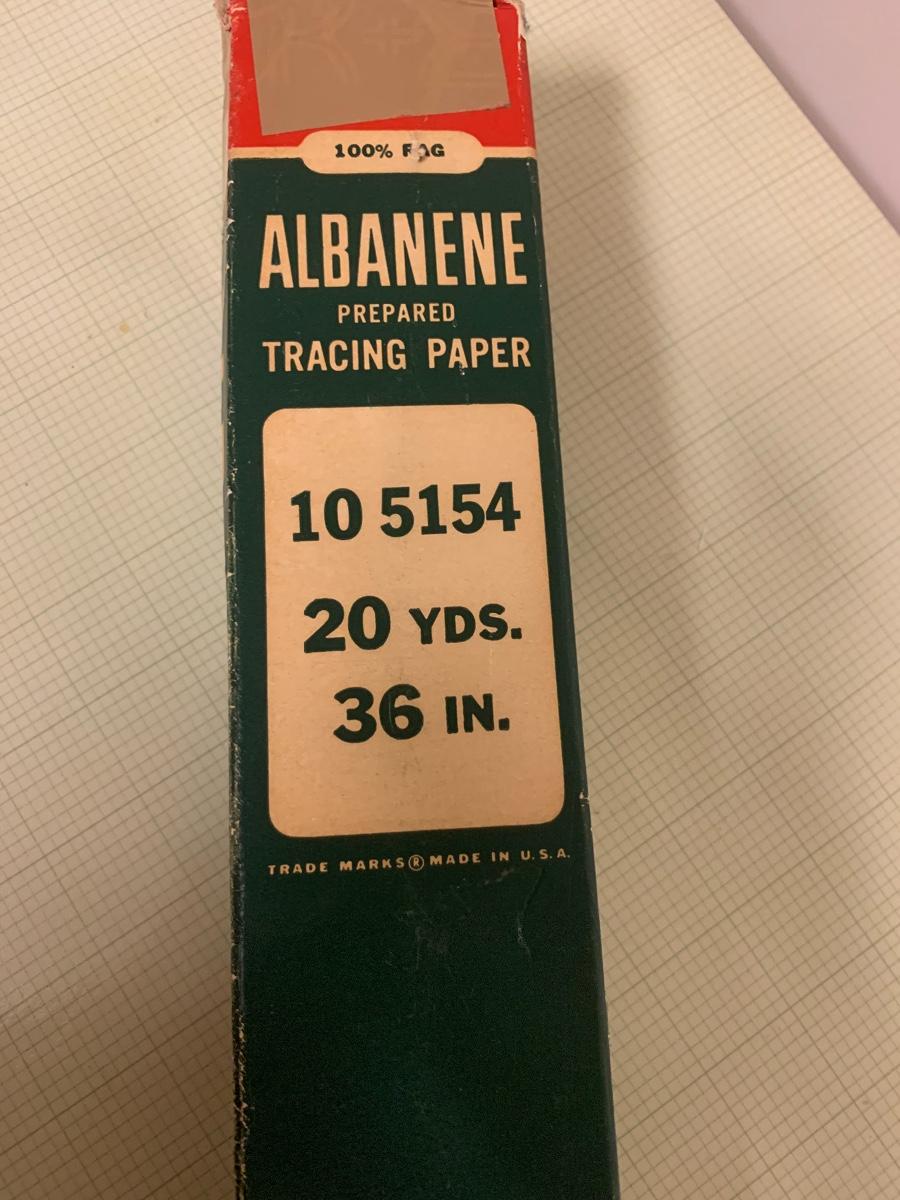 100% RAG
ALBANENE
PREPARED
TRACING PAPER
10 5154
20 YDS.
36 IN.
TRADE MARKS® MADE IN U.S.A.